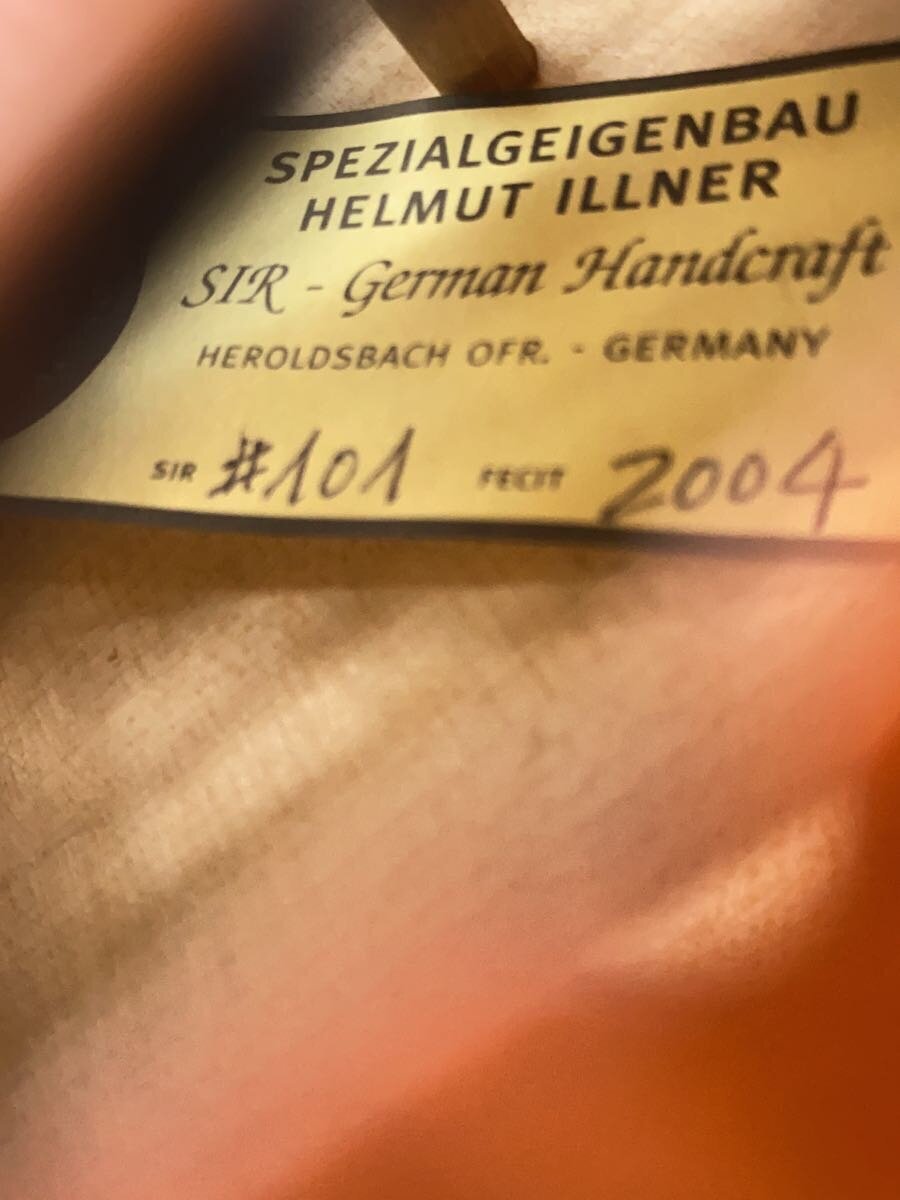 SPEZIALGEIGENBAU
HELMUT ILLNER
SIR - German Handcraft
HEROLDSBACH OFR. - GERMANY
SIR #101 FECIT 2004